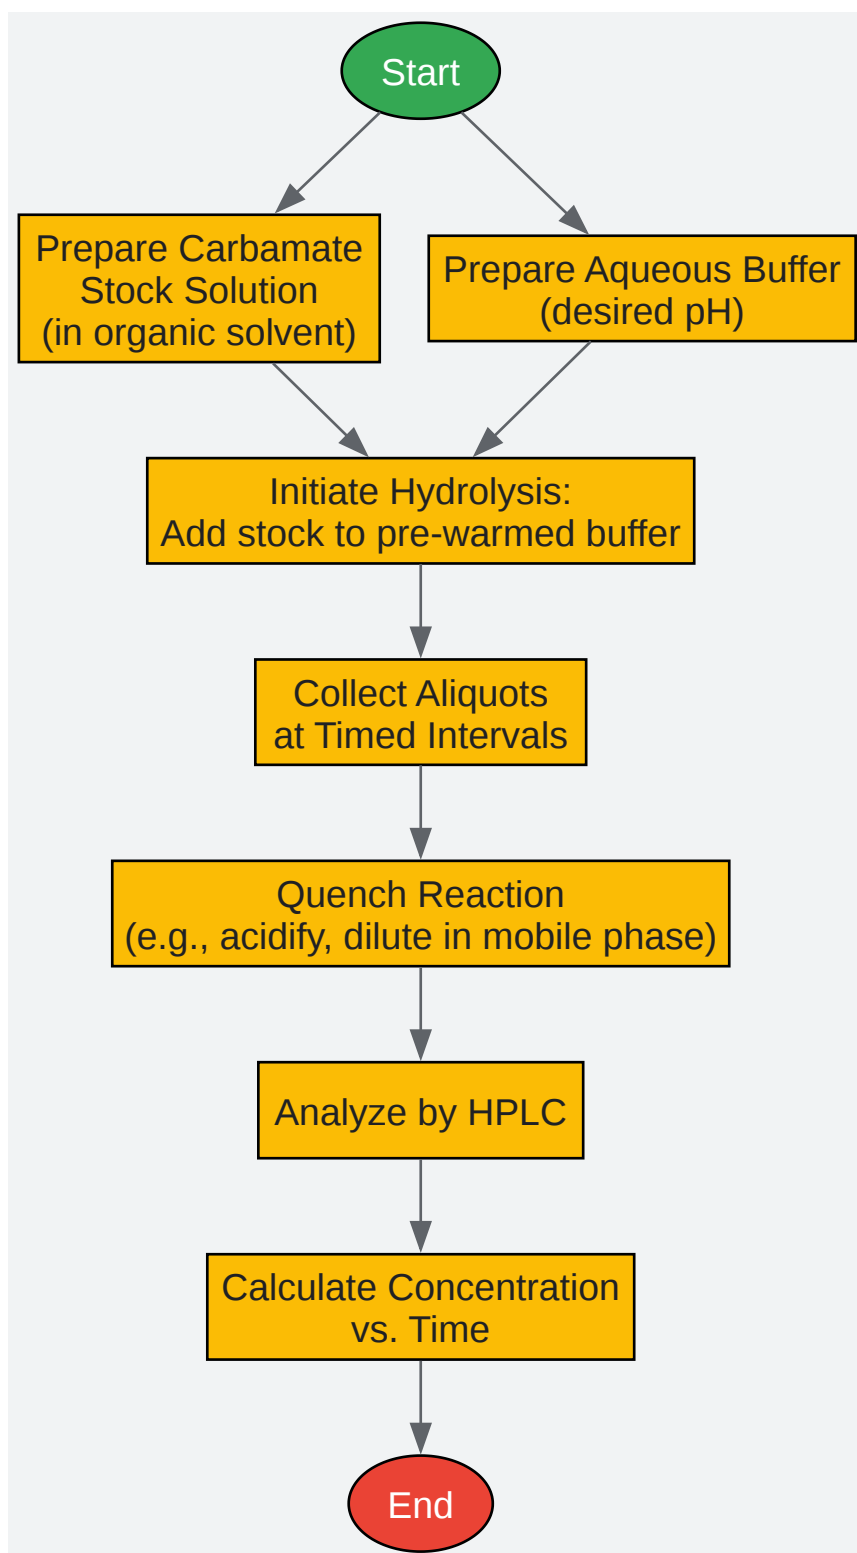 Start
Prepare Carbamate
Stock Solution
(in organic solvent)
Prepare Aqueous Buffer
(desired pH)
Initiate Hydrolysis:
Add stock to pre-warmed buffer
Collect Aliquots
at Timed Intervals
Quench Reaction
(e.g., acidify, dilute in mobile phase)
Analyze by HPLC
Calculate Concentration
vs. Time
End